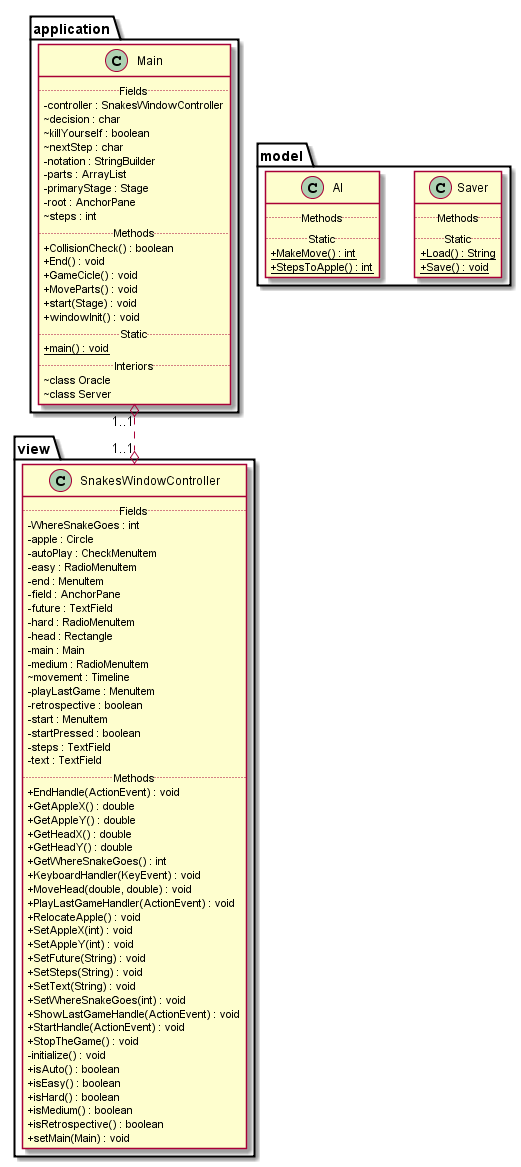 application
C Main
Fields
-controller : SnakesWindowController
~decision : char
~killYourself : boolean
~nextStep : char
-notation : StringBuilder
-parts : ArrayList
-primaryStage : Stage
-root : AnchorPane
~steps : int
Methods
+CollisionCheck() : boolean
+End() : void
+GameCicle() : void
+MoveParts() : void
+start(Stage) : void
+windowInit() : void
Static
+main() : void
Interiors
~class Oracle
~class Server
model
C AI
Methods
Static
+MakeMove() : int
+StepsToApple() : int
C Saver
Methods
Static
+Load() : String
+Save() : void
1..1
1..1
view
C SnakesWindowController
Fields
-WhereSnakeGoes : int
-apple : Circle
-autoPlay : CheckMenuItem
-easy : RadioMenuItem
-end : MenuItem
-field : AnchorPane
-future : TextField
-hard : RadioMenuItem
-head : Rectangle
-main : Main
-medium : RadioMenuItem
~movement : Timeline
-playLastGame : MenuItem
-retrospective : boolean
-start : MenuItem
-startPressed : boolean
-steps : TextField
-text : TextField
Methods
+EndHandle(ActionEvent) : void
+GetAppleX() : double
+GetAppleY() : double
+GetHeadX() : double
+GetHeadY() : double
+GetWhereSnakeGoes() : int
+KeyboardHandler(KeyEvent) : void
+MoveHead(double, double) : void
+PlayLastGameHandler(ActionEvent) : void
+RelocateApple() : void
+SetAppleX(int) : void
+SetAppleY(int) : void
+SetFuture(String) : void
+SetSteps(String) : void
+SetText(String) : void
+SetWhereSnakeGoes(int) : void
+ShowLastGameHandle(ActionEvent) : void
+StartHandle(ActionEvent) : void
+StopTheGame() : void
-initialize() : void
+isAuto() : boolean
+isEasy() : boolean
+isHard() : boolean
+isMedium() : boolean
+isRetrospective() : boolean
+setMain(Main) : void